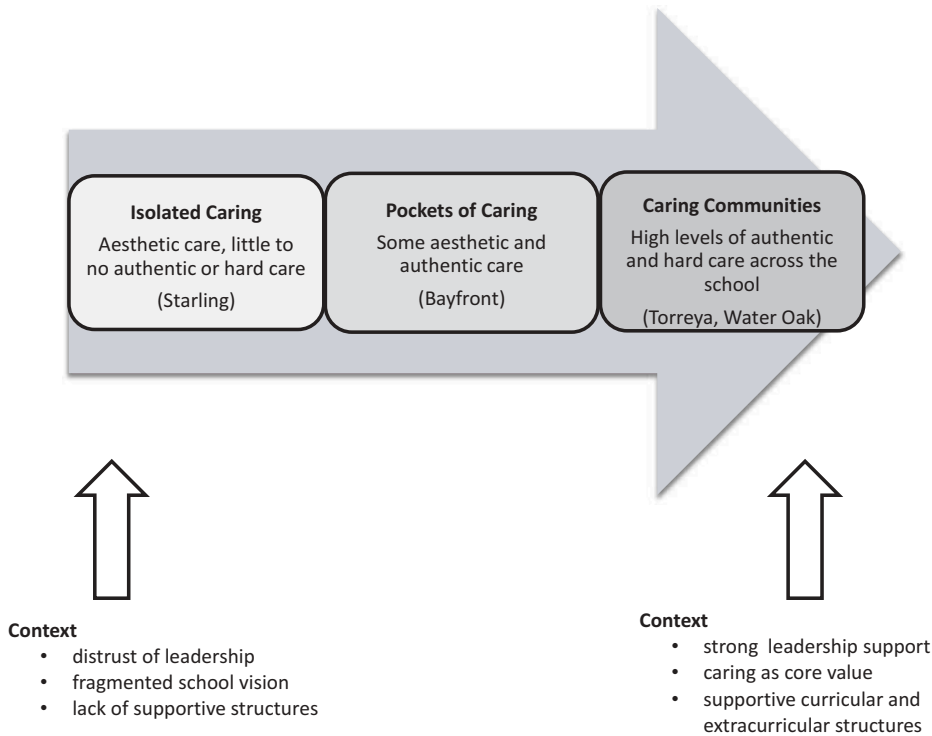 Isolated Caring
Aesthetic care, little to
no authentic or hard care
(Starling)
Pockets of Caring
Some aesthetic and
authentic care
(Bayfront)
Caring Communities
High levels of authentic
and hard care across the
school
(Torreya, Water Oak)
Context
• distrust of leadership
• fragmented school vision
• lack of supportive structures
Context
• strong leadership support
• caring as core value
• supportive curricular and
extracurricular structures